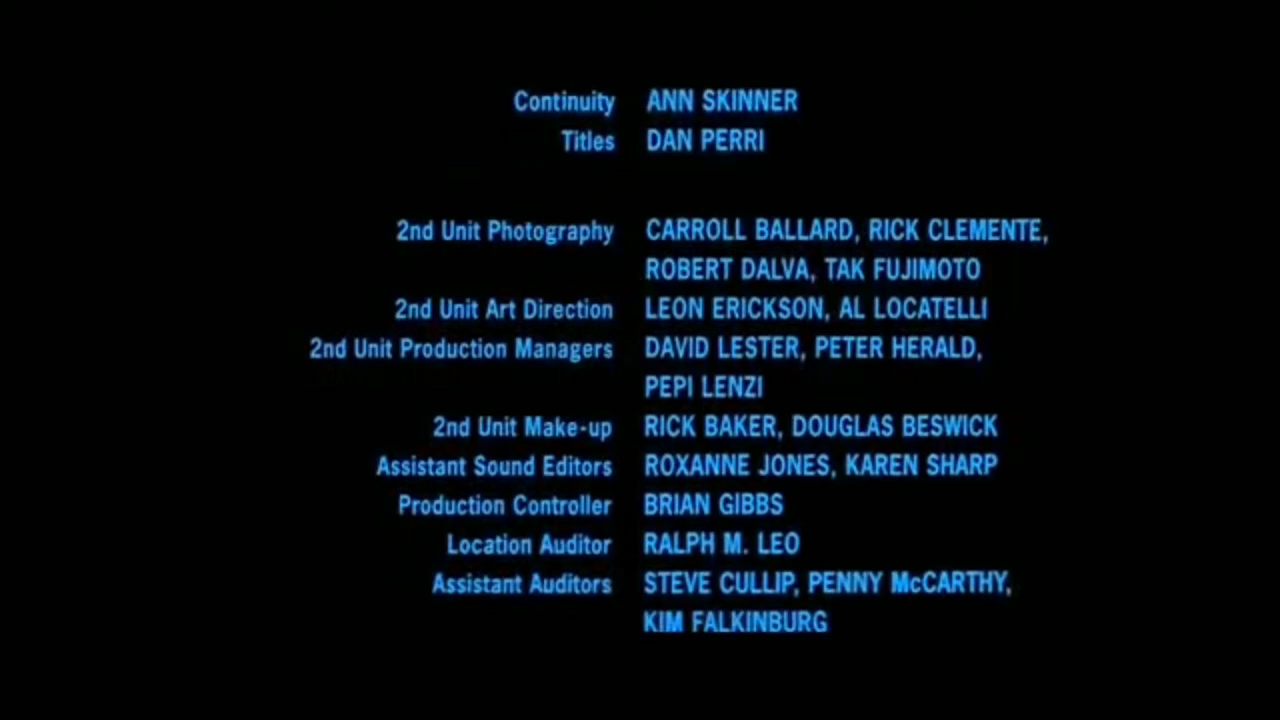 Continuity ANN SKINNER
Titles DAN PERRI
2nd Unit Photography CARROLL BALLARD, RICK CLEMENTE,
ROBERT DALVA, TAK FUJIMOTO
2nd Unit Art Direction LEON ERICKSON, AL LOCATELLI
2nd Unit Production Managers DAVID LESTER, PETER HERALD,
PEPI LENZI
2nd Unit Make-up RICK BAKER, DOUGLAS BESWICK
Assistant Sound Editors ROXANNE JONES, KAREN SHARP
Production Controller BRIAN GIBBS
Location Auditor RALPH M. LEO
Assistant Auditors STEVE CULLIP, PENNY McCARTHY,
KIM FALKINBURG